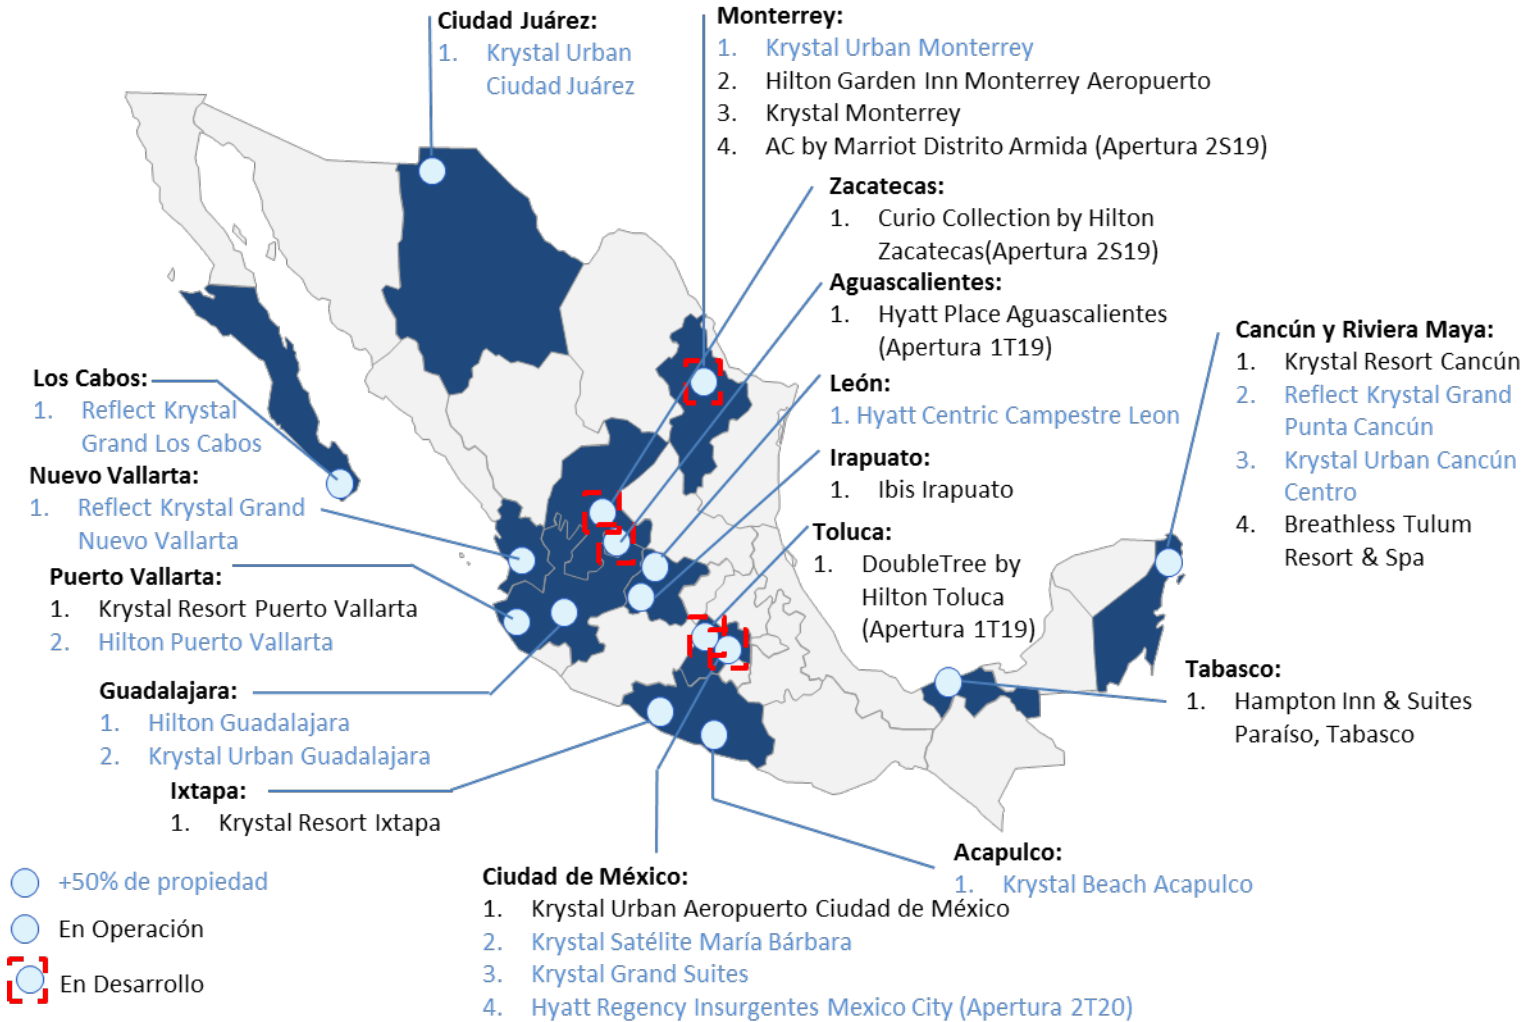 Ciudad Juárez:
1. Krystal Urban
Ciudad Juárez
Monterrey:
1. Krystal Urban Monterrey
2. Hilton Garden Inn Monterrey Aeropuerto
3. Krystal Monterrey
4. AC by Marriot Distrito Armida (Apertura 2S19)
Zacatecas:
1. Curio Collection by Hilton
Zacatecas(Apertura 2S19)
Aguascalientes:
1. Hyatt Place Aguascalientes
(Apertura 1T19)
León:
1. Hyatt Centric Campestre Leon
Irapuato:
1. Ibis Irapuato
Toluca:
1. DoubleTree by
Hilton Toluca
(Apertura 1T19)
Cancún y Riviera Maya:
1. Krystal Resort Cancún
2. Reflect Krystal Grand
Punta Cancún
3. Krystal Urban Cancún
Centro
4. Breathless Tulum
Resort & Spa
Tabasco:
1. Hampton Inn & Suites
Paraíso, Tabasco
Los Cabos:
1. Reflect Krystal
Grand Los Cabos
Nuevo Vallarta:
1. Reflect Krystal Grand
Nuevo Vallarta
Puerto Vallarta:
1. Krystal Resort Puerto Vallarta
2. Hilton Puerto Vallarta
Guadalajara:
1. Hilton Guadalajara
2. Krystal Urban Guadalajara
Ixtapa:
1. Krystal Resort Ixtapa
Acapulco:
1. Krystal Beach Acapulco
Ciudad de México:
1. Krystal Urban Aeropuerto Ciudad de México
2. Krystal Satélite María Bárbara
3. Krystal Grand Suites
4. Hyatt Regency Insurgentes Mexico City (Apertura 2T20)
+50% de propiedad
En Operación
En Desarrollo